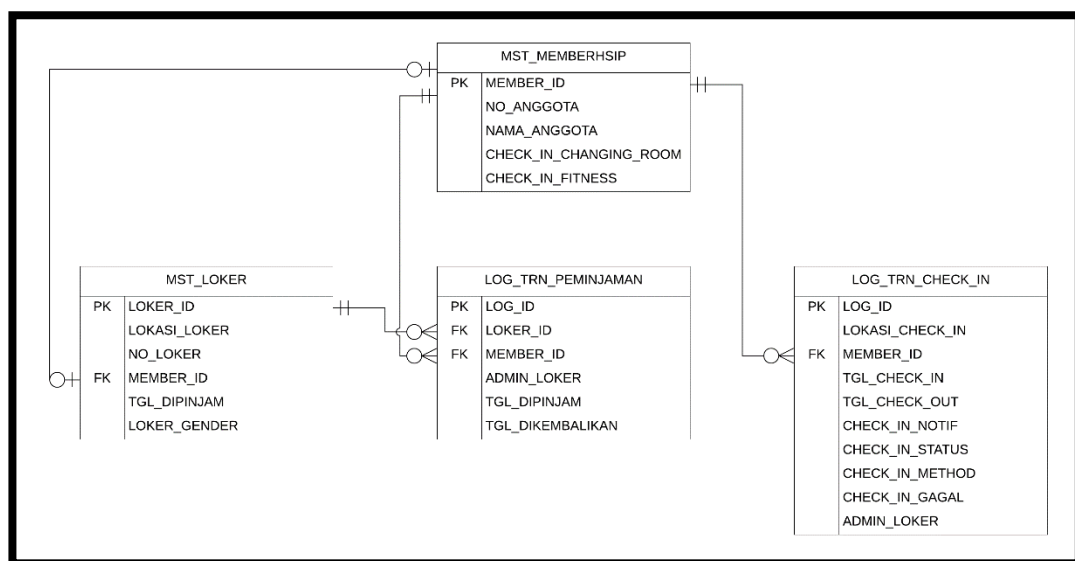 MST_MEMBERHSIP
PK MEMBER_ID
NO_ANGGOTA
NAMA_ANGGOTA
CHECK_IN_CHANGING_ROOM
CHECK_IN_FITNESS
MST_LOKER
PK LOKER_ID
LOKASI_LOKER
NO_LOKER
FK MEMBER_ID
TGL_DIPINJAM
LOKER_GENDER
LOG_TRN_PEMINJAMAN
PK LOG_ID
FK LOKER_ID
FK MEMBER_ID
ADMIN_LOKER
TGL_DIPINJAM
TGL_DIKEMBALIKAN
LOG_TRN_CHECK_IN
PK LOG_ID
LOKASI_CHECK_IN
FK MEMBER_ID
TGL_CHECK_IN
TGL_CHECK_OUT
CHECK_IN_NOTIF
CHECK_IN_STATUS
CHECK_IN_METHOD
CHECK_IN_GAGAL
ADMIN_LOKER